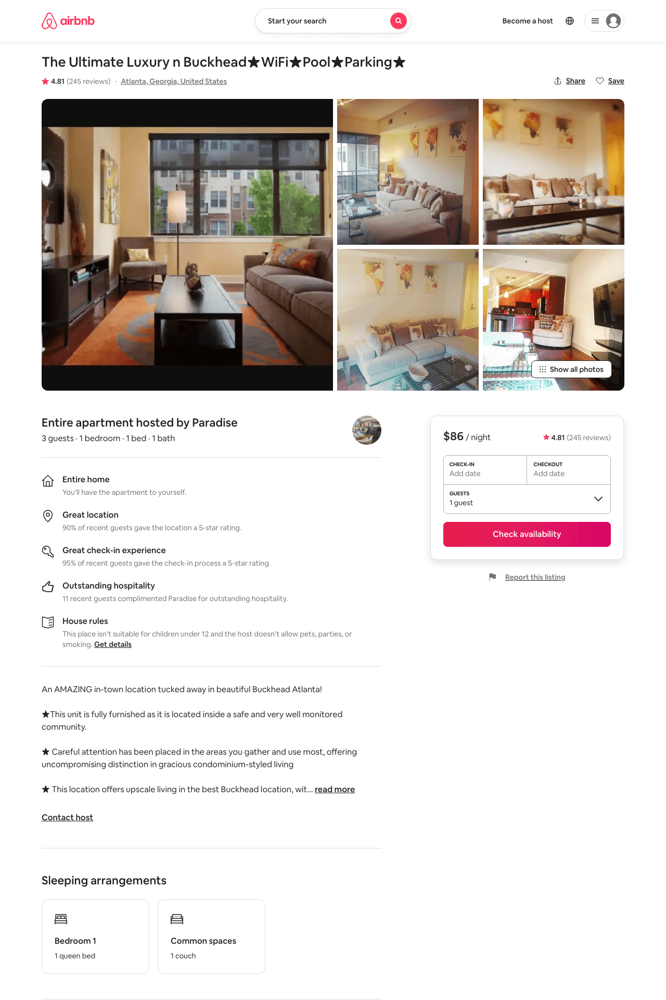 airbnb
Start your search
Become a host
The Ultimate Luxury n Buckhead★WiFi★Pool★Parking★
4.81 (245 reviews) · Atlanta, Georgia, United States
Share
Save
Show all photos
Entire apartment hosted by Paradise
3 guests · 1 bedroom · 1 bed · 1 bath
Entire home
You’ll have the apartment to yourself.
Great location
90% of recent guests gave the location a 5-star rating.
Great check-in experience
95% of recent guests gave the check-in process a 5-star rating.
Outstanding hospitality
11 recent guests complimented Paradise for outstanding hospitality.
House rules
This place isn’t suitable for children under 12 and the host doesn’t allow pets, parties, or
smoking. Get details
$86 / night
4.81 (245 reviews)
CHECK-IN
Add date
CHECKOUT
Add date
GUESTS
1 guest
Check availability
Report this listing
An AMAZING in-town location tucked away in beautiful Buckhead Atlanta!
★This unit is fully furnished as it is located inside a safe and very well monitored
community.
★ Careful attention has been placed in the areas you gather and use most, offering
uncompromising distinction in gracious condominium-styled living
★ This location offers upscale living in the best Buckhead location, wit... read more
Contact host
Sleeping arrangements
Bedroom 1
1 queen bed
Common spaces
1 couch